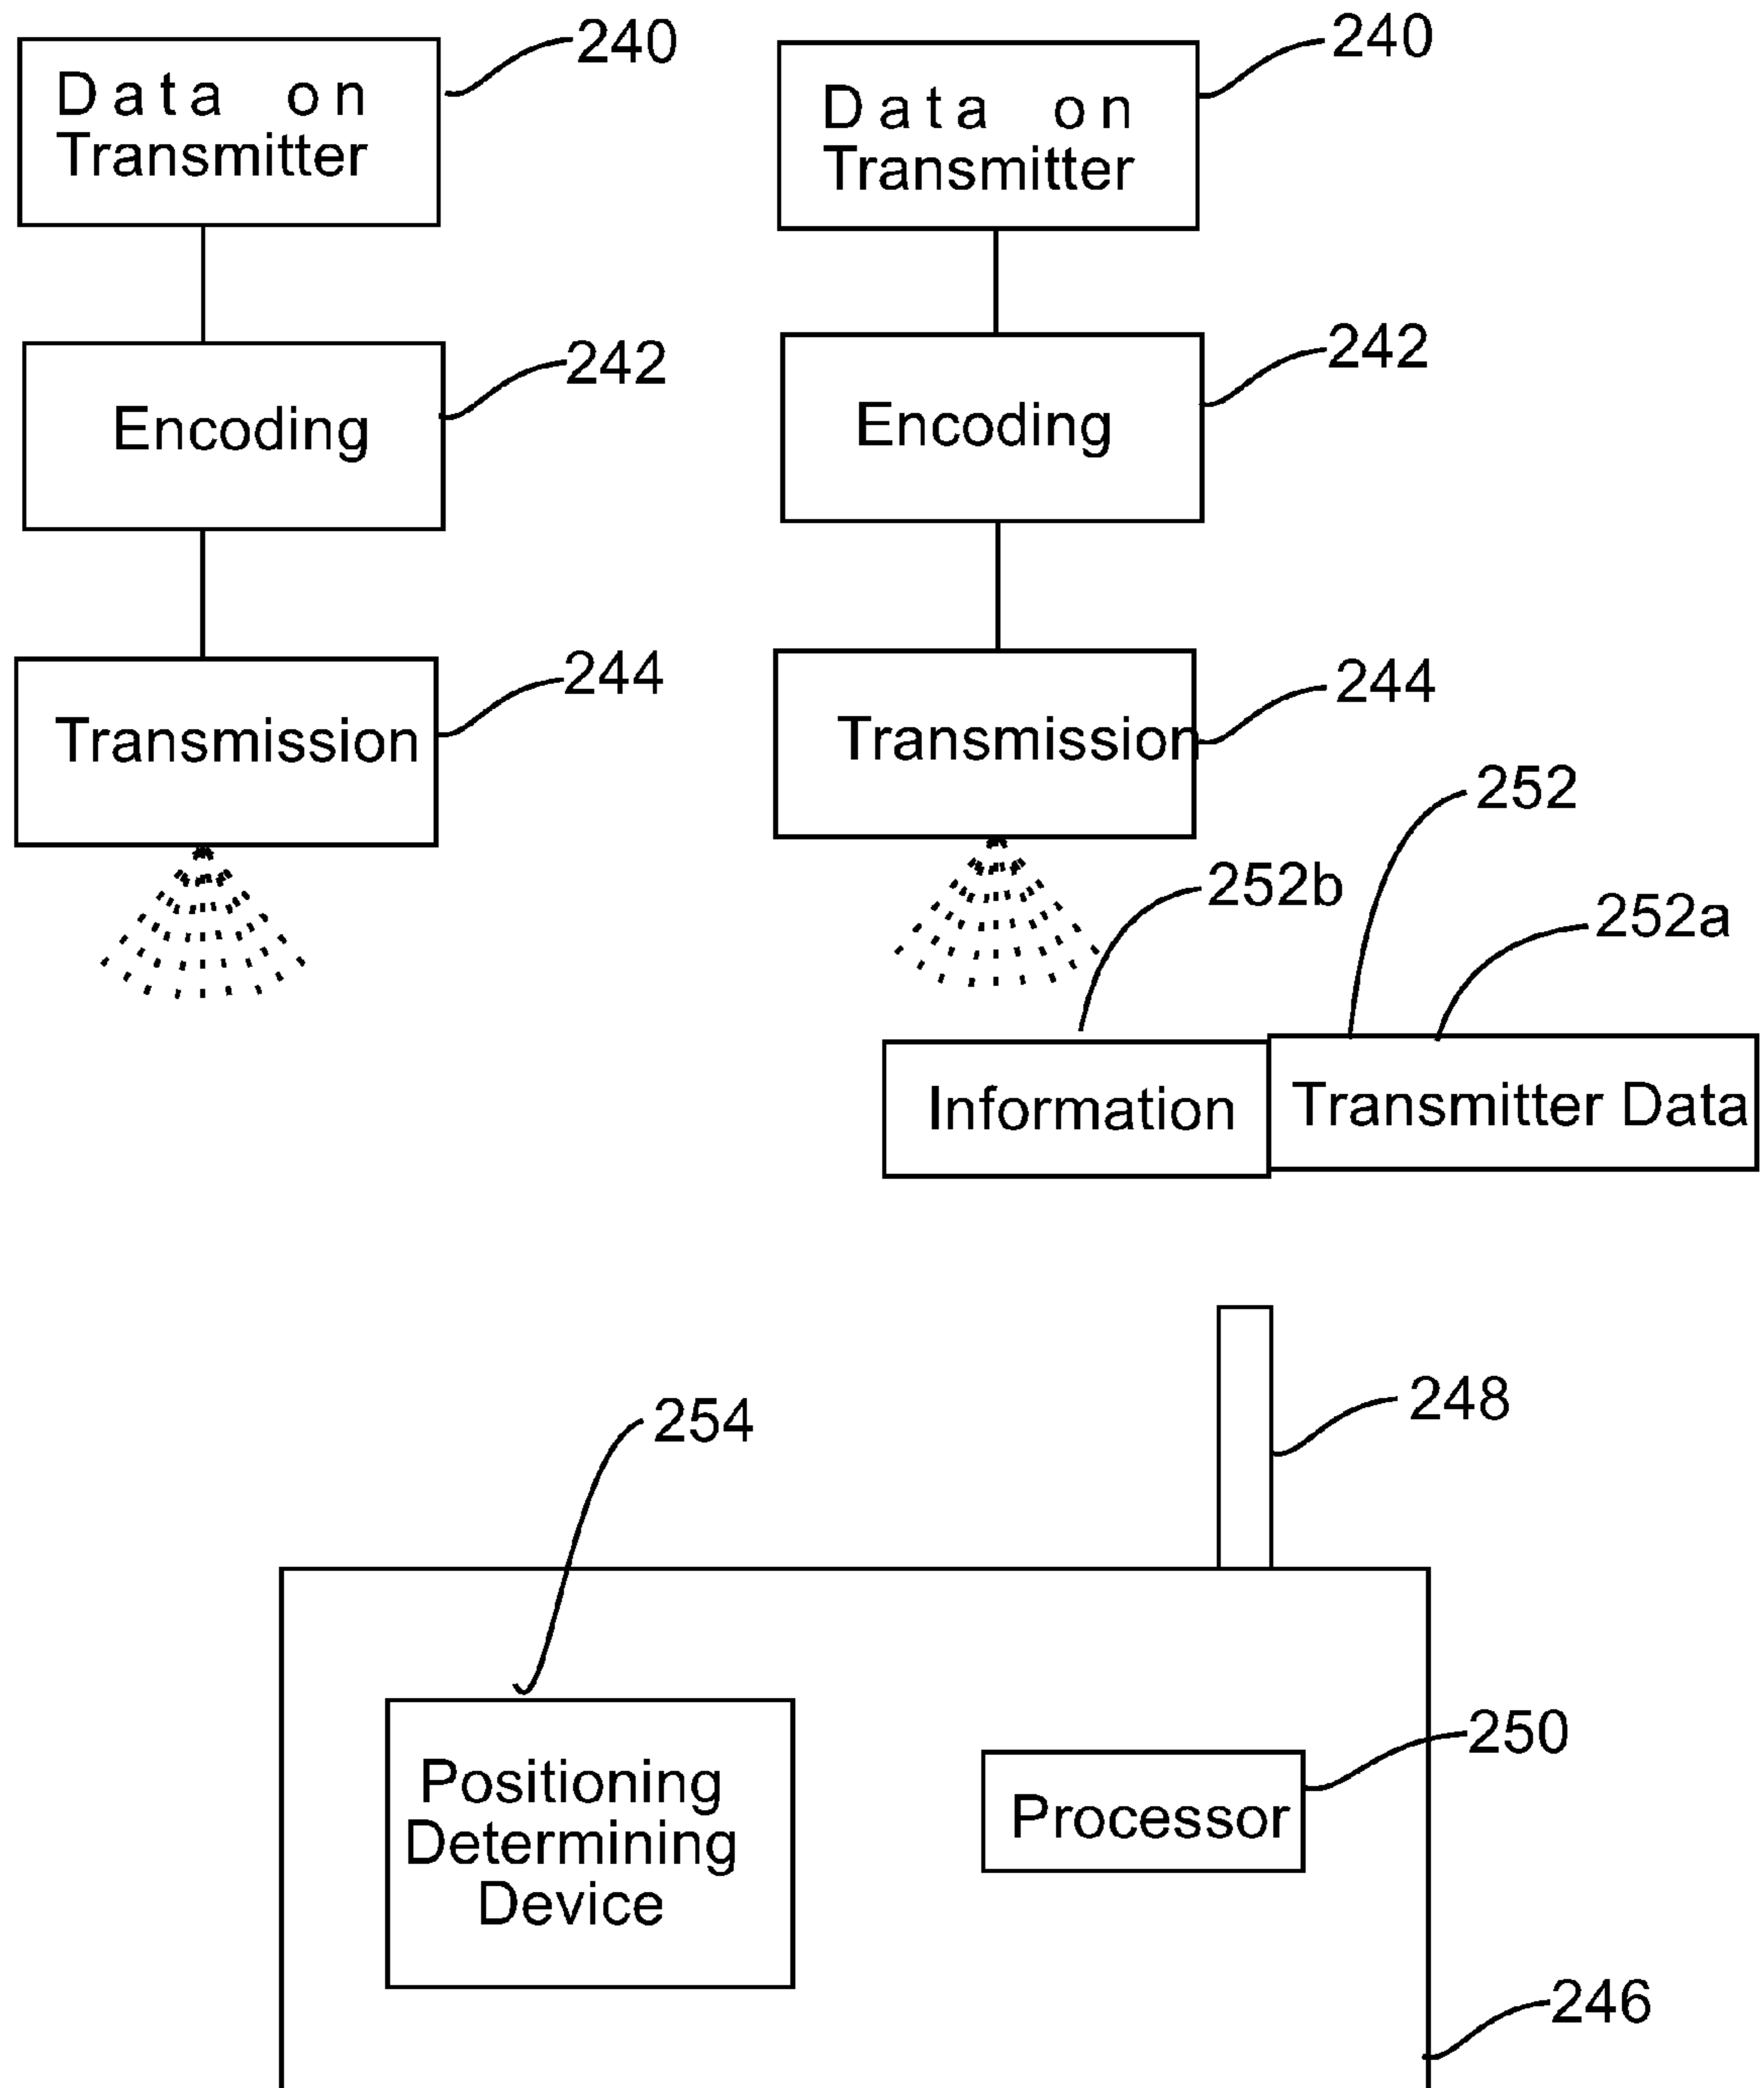 240
Data on
Transmitter
240
Data on
Transmitter
242
Encoding
242
Encoding
244
Transmission
244
Transmission
252
252b
252a
Information
Transmitter Data
248
254
250
Positioning
Determining
Device
Processor
246